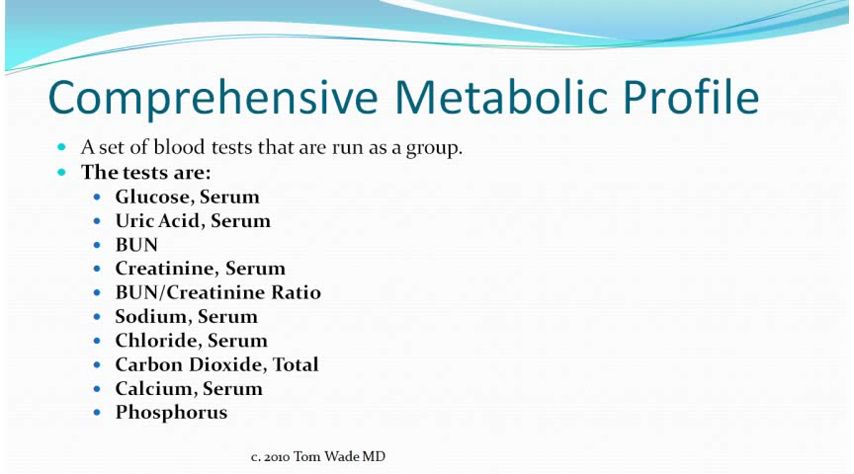 Comprehensive Metabolic Profile
A set of blood tests that are run as a group.
The tests are:
Glucose, Serum
Uric Acid, Serum
BUN
Creatinine, Serum
BUN/Creatinine Ratio
Sodium, Serum
Chloride, Serum
Carbon Dioxide, Total
Calcium, Serum
Phosphorus
c. 2010 Tom Wade MD